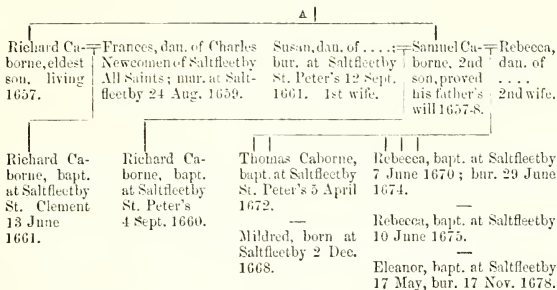 A
Richard Ca-
borne, eldest
son, living
1657.
Frances, dau. of Charles
Newcomen of Saltfleetby
All Saints; mar. at Salt-
fleetby 24 Aug. 1659.
Susan, dau. of . . . .;
bur. at Saltfleetby
St. Peter's 12 Sept.
1661. 1st wife.
Samuel Ca-
borne, 2nd
son, proved
his father's
will 1657-8.
Rebecca,
dau. of
. . . .
2nd wife.
Richard Ca-
borne, bapt.
at Saltfleetby
St. Clement
13 June
1661.
Richard Ca-
borne, bapt.
at Saltfleetby
St. Peter's
4 Sept. 1660.
Thomas Caborne,
bapt. at Saltfleetby
St. Peter's 5 April
1672.
—
Mildred, born at
Saltfleetby 2 Dec.
1668.
Rebecca, bapt. at Saltfleetby
7 June 1670; bur. 29 June
1674.
—
Rebecca, bapt. at Saltfleetby
10 June 1675.
—
Eleanor, bapt. at Saltfleetby
17 May, bur. 17 Nov. 1678.